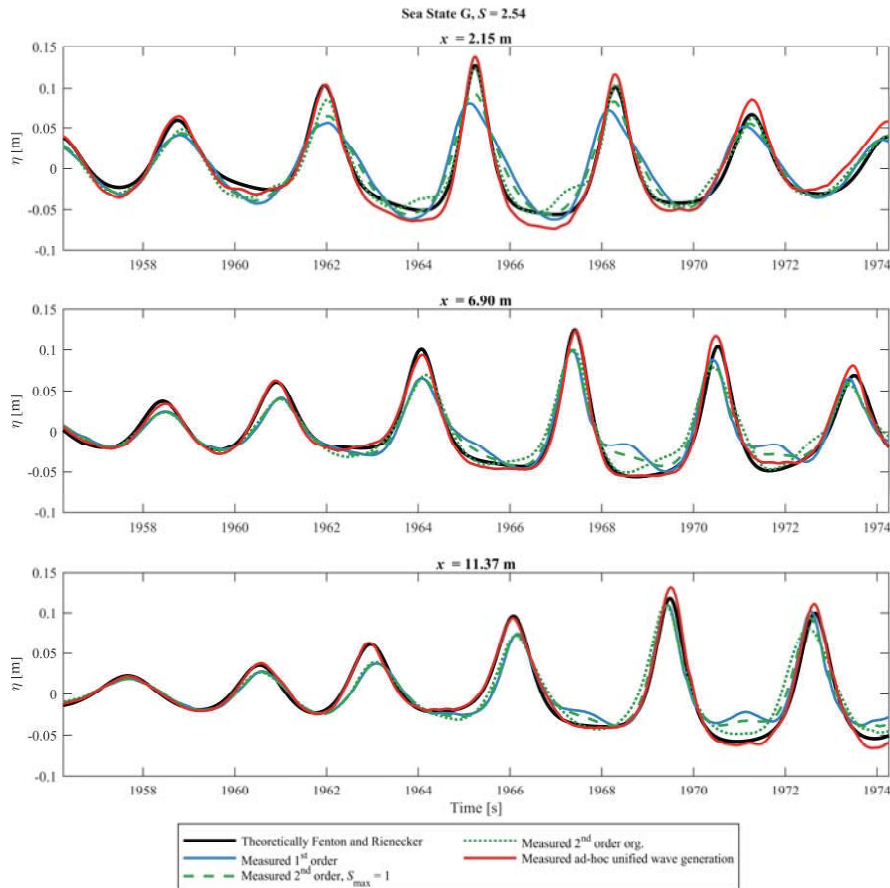 Sea State G, S = 2.54
x = 2.15 m
0.15
0.1
0.05
0
-0.05
-0.1
η [m]
1958 1960 1962 1964 1966 1968 1970 1972 1974
x = 6.90 m
0.15
0.1
0.05
0
-0.05
-0.1
η [m]
1958 1960 1962 1964 1966 1968 1970 1972 1974
x = 11.37 m
0.15
0.1
0.05
0
-0.05
-0.1
η [m]
1958 1960 1962 1964 1966 1968 1970 1972 1974
Time [s]
Theoretically Fenton and Rienecker
Measured 1st order
Measured 2nd order, Smax = 1
Measured 2nd order org.
Measured ad-hoc unified wave generation